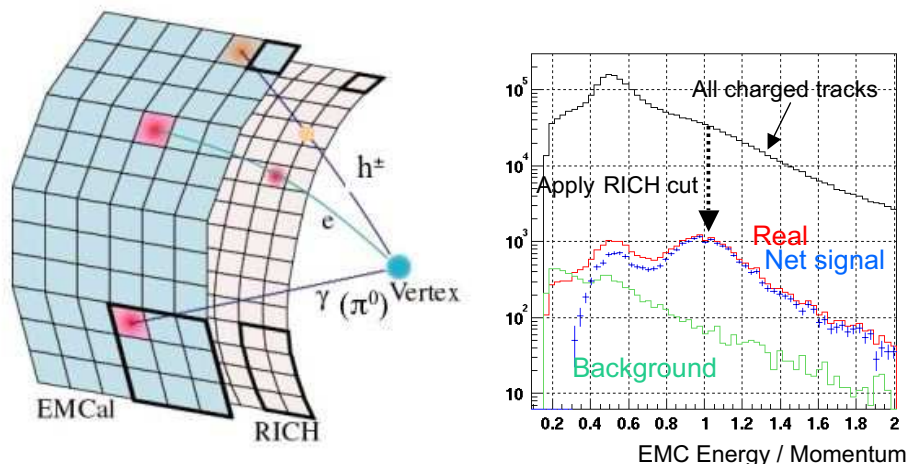 h±
e
γ (π⁰)
Vertex
EMCal
RICH
10⁵
10⁴
10³
10²
10
All charged tracks
Apply RICH cut
Real
Net signal
Background
0.2 0.4 0.6 0.8 1 1.2 1.4 1.6 1.8 2
EMC Energy / Momentum